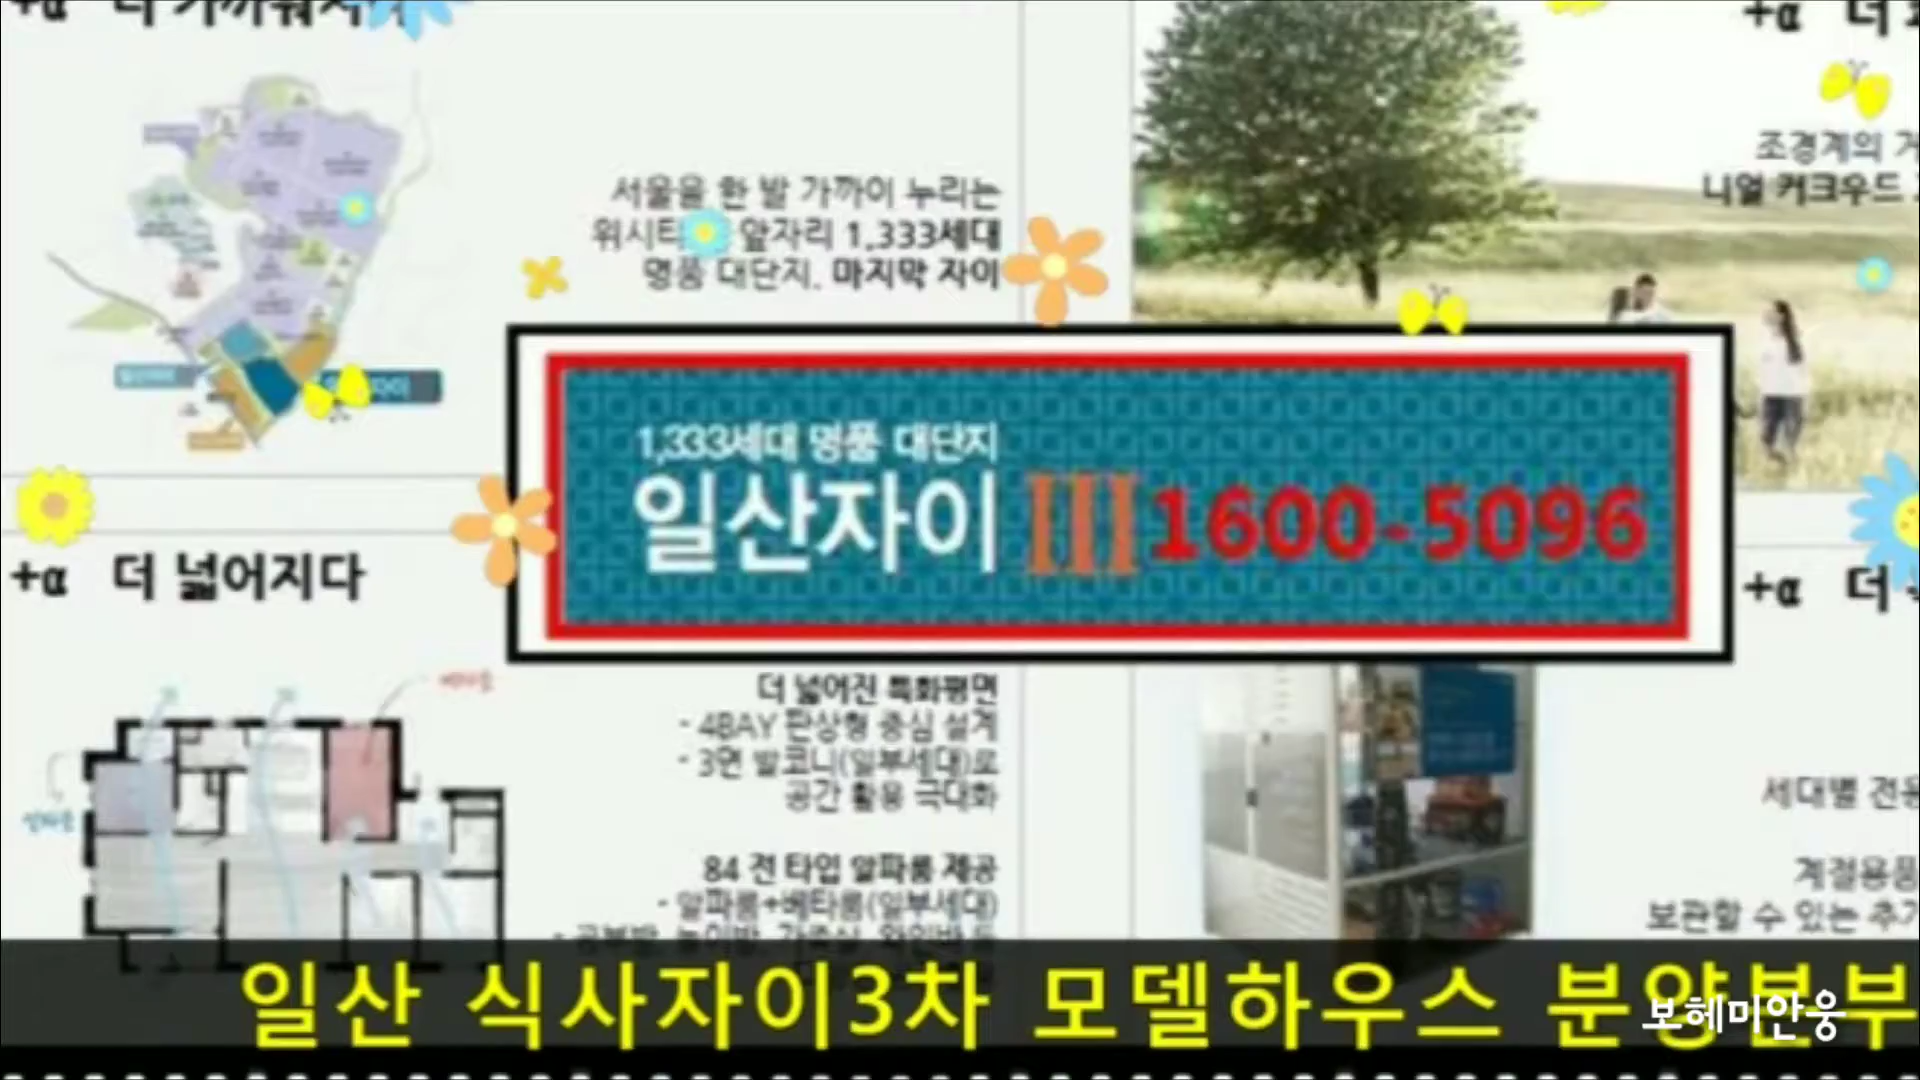 +α 더 가까워지다
서울을 한 발 가까이 누리는
위시티 앞자리 1,333세대
명품 대단지, 마지막 자이
+α 더
조경계의 거
니얼 커크우드
1,333세대 명품 대단지
일산자이 III 1600-5096
+α 더 넓어지다
더 넓어진 특화평면
- 4BAY 판상형 중심 설계
- 3면 발코니(일부세대)로
공간 활용 극대화
84 전 타입 알파룸 제공
- 알파룸+베타룸(일부세대)
+α 더
세대별 전용
계절용품
보관할 수 있는 추가
일산 식사자이3차 모델하우스 분양본부
보헤미안웅